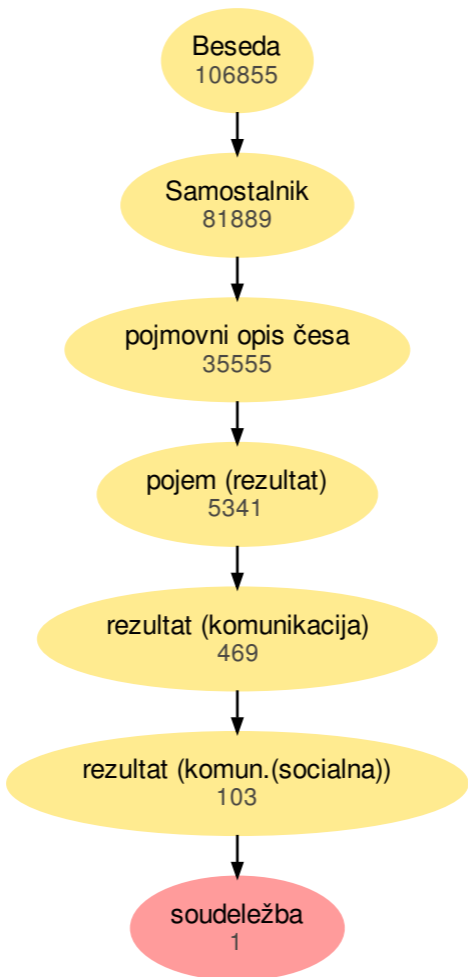 Beseda
106855
Samostalnik
81889
pojmovni opis česa
35555
pojem (rezultat)
5341
rezultat (komunikacija)
469
rezultat (komun.(socialna))
103
soudeležba
1